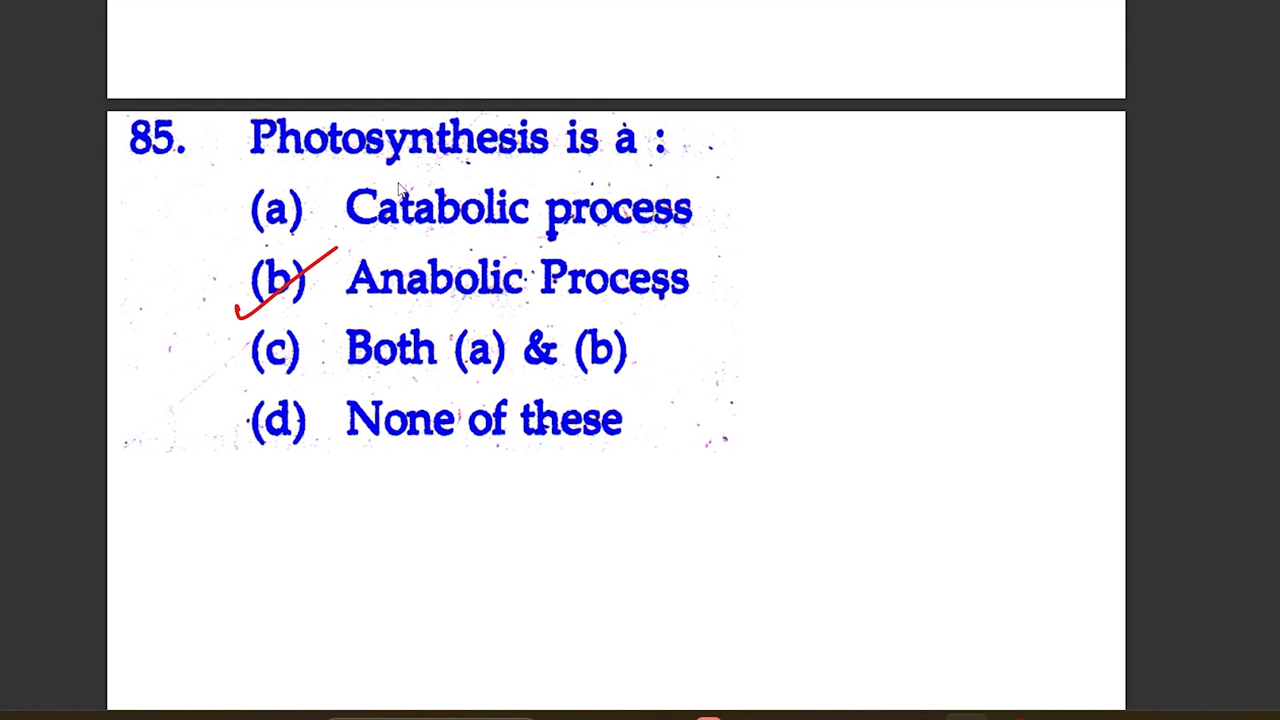 85. Photosynthesis is a :
(a) Catabolic process
(b) Anabolic Process
(c) Both (a) & (b)
(d) None of these